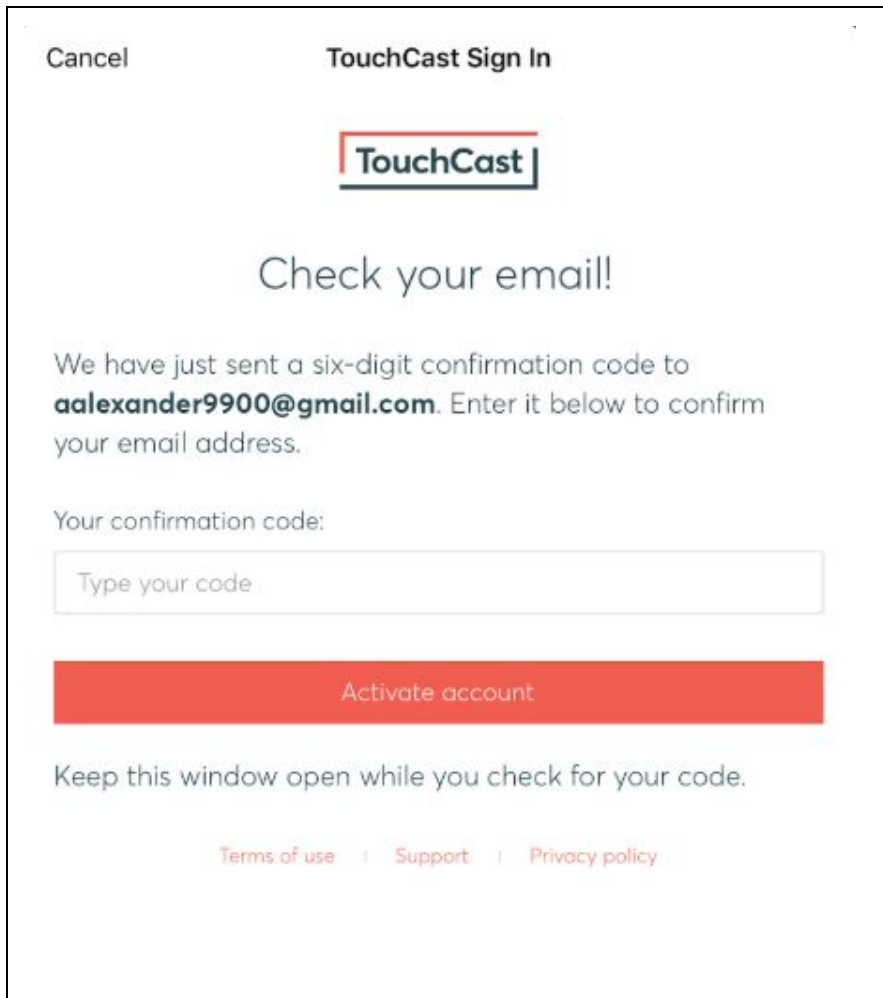 Cancel TouchCast Sign In
TouchCast
Check your email!
We have just sent a six-digit confirmation code to
aalexander9900@gmail.com. Enter it below to confirm
your email address.
Your confirmation code:
Type your code
Activate account
Keep this window open while you check for your code.
Terms of use | Support | Privacy policy